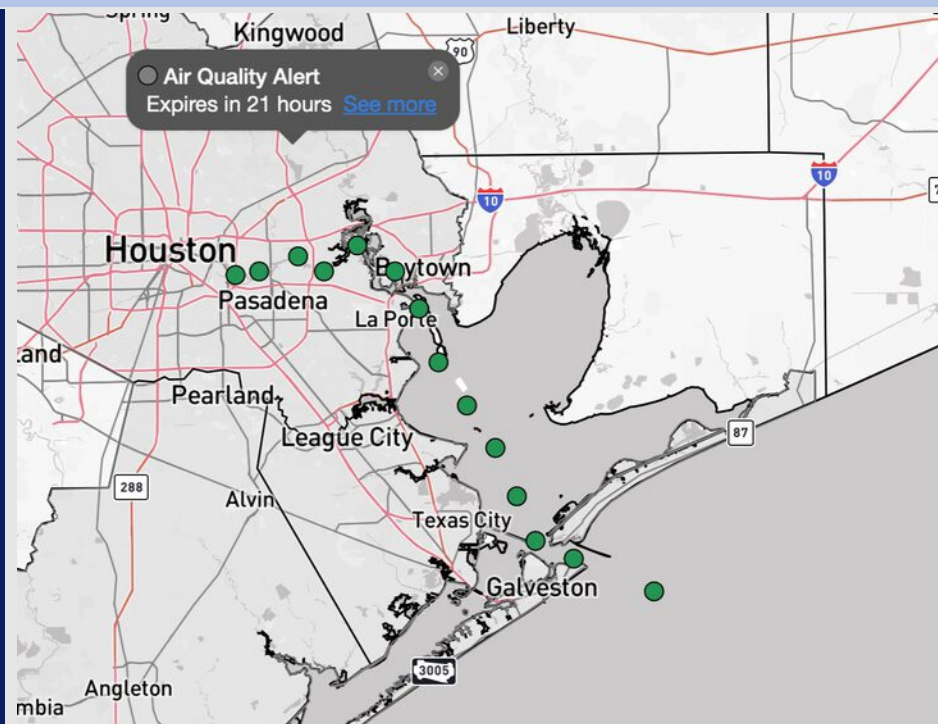 Spring
Kingwood
Liberty
90
Air Quality Alert
Expires in 21 hours See more
10
10
Houston
Baytown
Pasadena
La Porte
land
Pearland
League City
87
288
Alvin
Texas City
Galveston
3005
Angleton
mbia